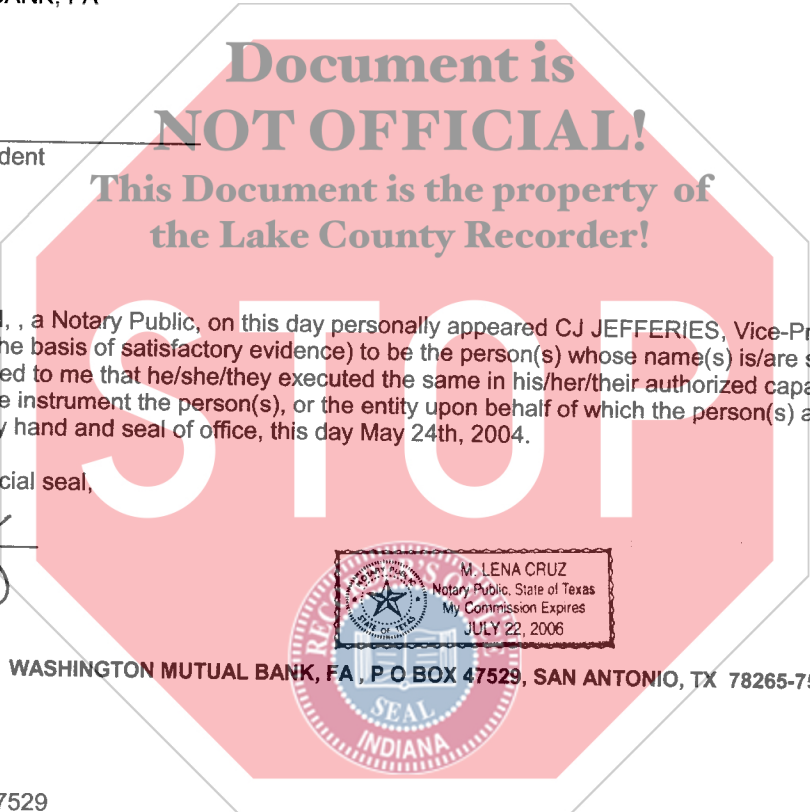 BANK, FA
Document is
NOT OFFICIAL!
dent
This Document is the property of
the Lake County Recorder!
STOP
, , a Notary Public, on this day personally appeared CJ JEFFERIES, Vice-Pr
he basis of satisfactory evidence) to be the person(s) whose name(s) is/are s
ed to me that he/she/they executed the same in his/her/their authorized capa
e instrument the person(s), or the entity upon behalf of which the person(s) a
y hand and seal of office, this day May 24th, 2004.
cial seal,
M. LENA CRUZ
Notary Public, State of Texas
My Commission Expires
JULY 22, 2006
NOTARY PUBLIC
STATE OF TEXAS
WASHINGTON MUTUAL BANK, FA , P O BOX 47529, SAN ANTONIO, TX 78265-75
SEAL
INDIANA
7529